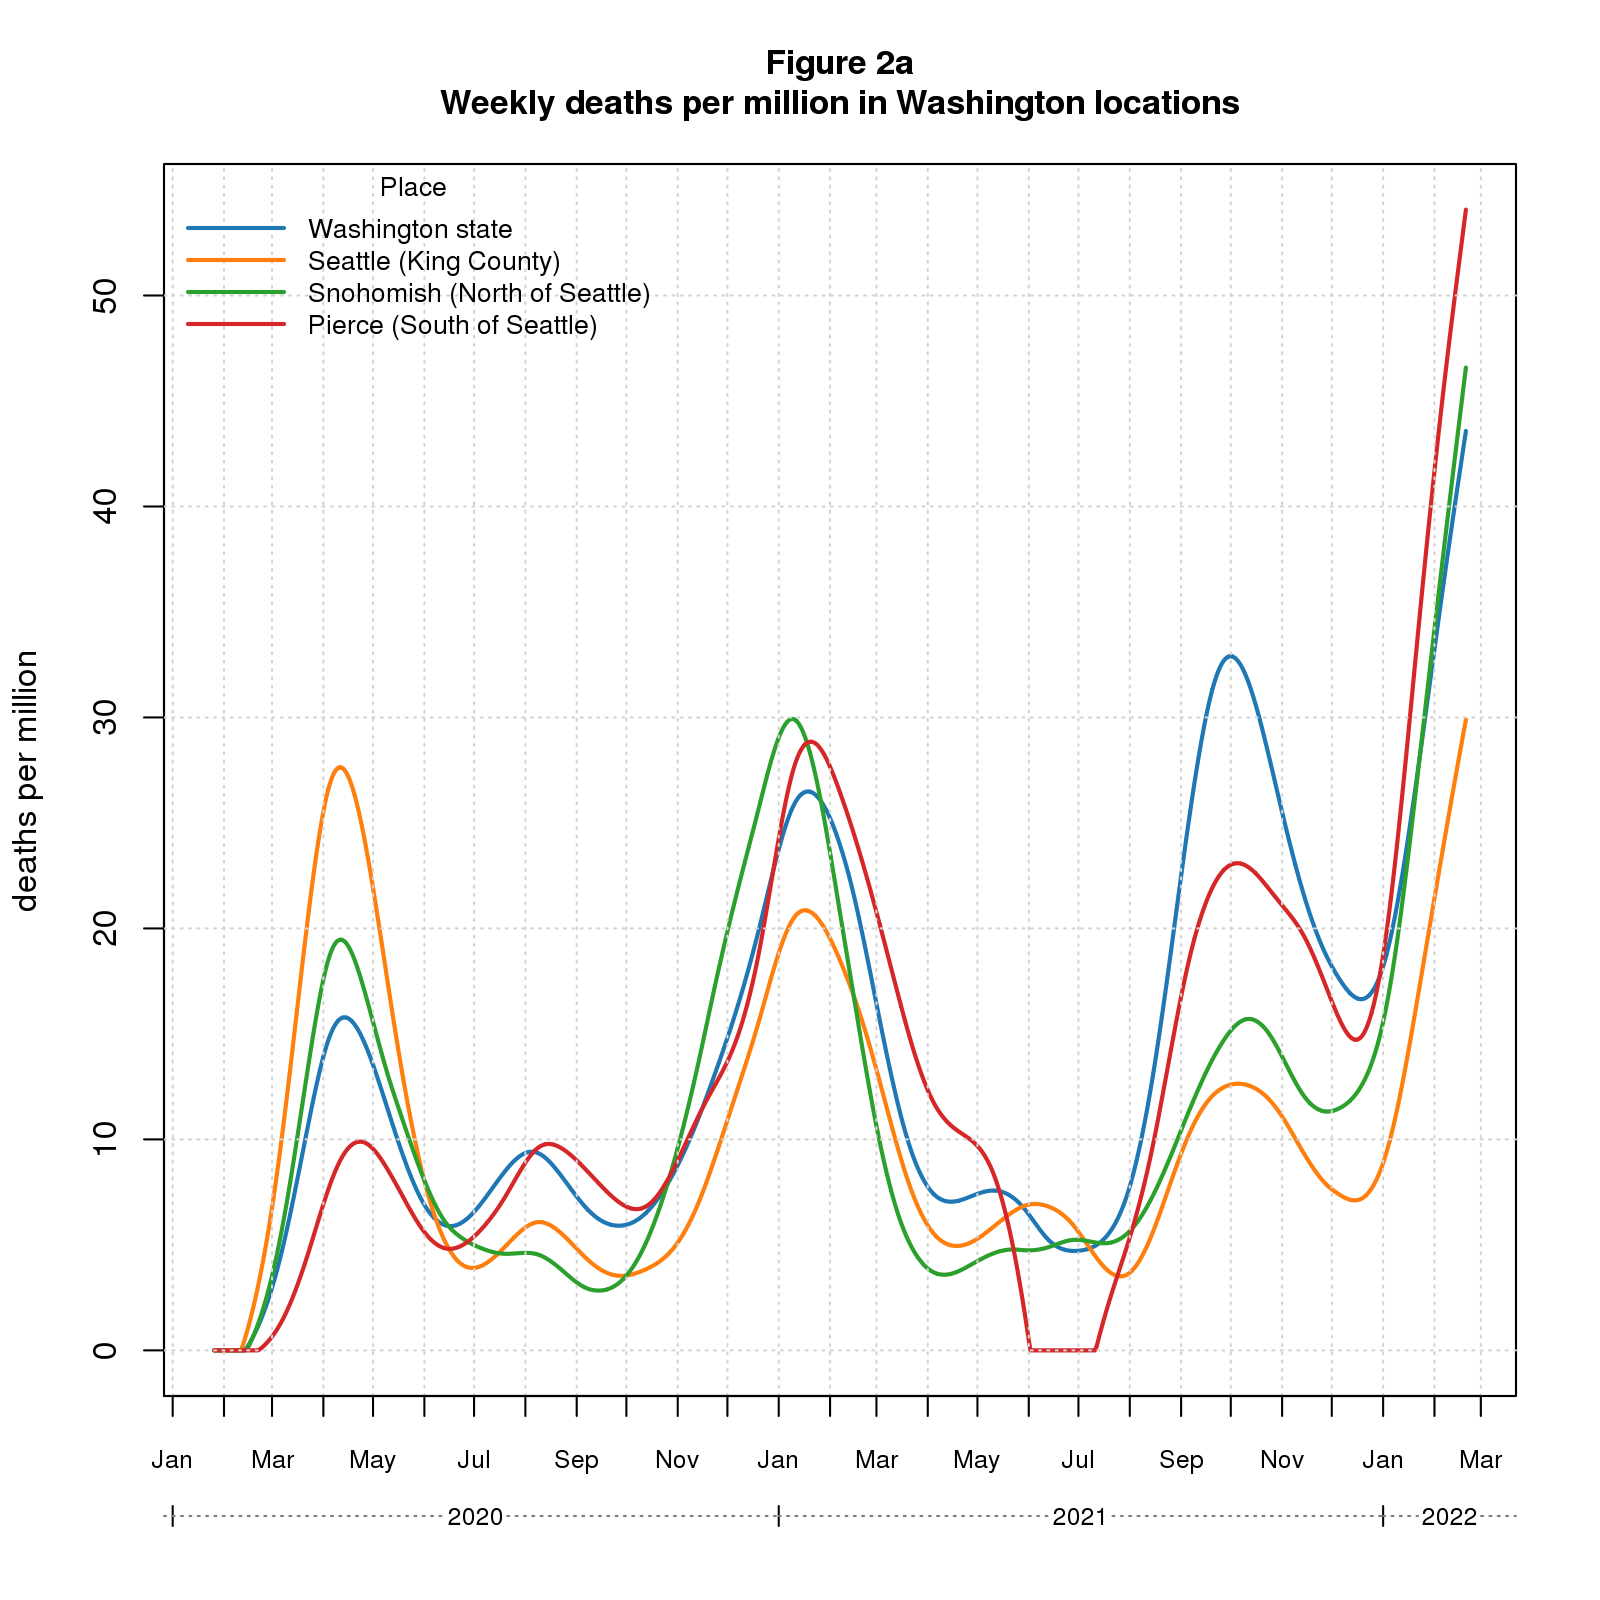 Figure 2a
Weekly deaths per million in Washington locations
Place
Washington state
Seattle (King County)
Snohomish (North of Seattle)
Pierce (South of Seattle)
deaths per million
50
40
30
20
10
0
Jan Mar May Jul Sep Nov Jan Mar May Jul Sep Nov Jan Mar
2020 2021 2022